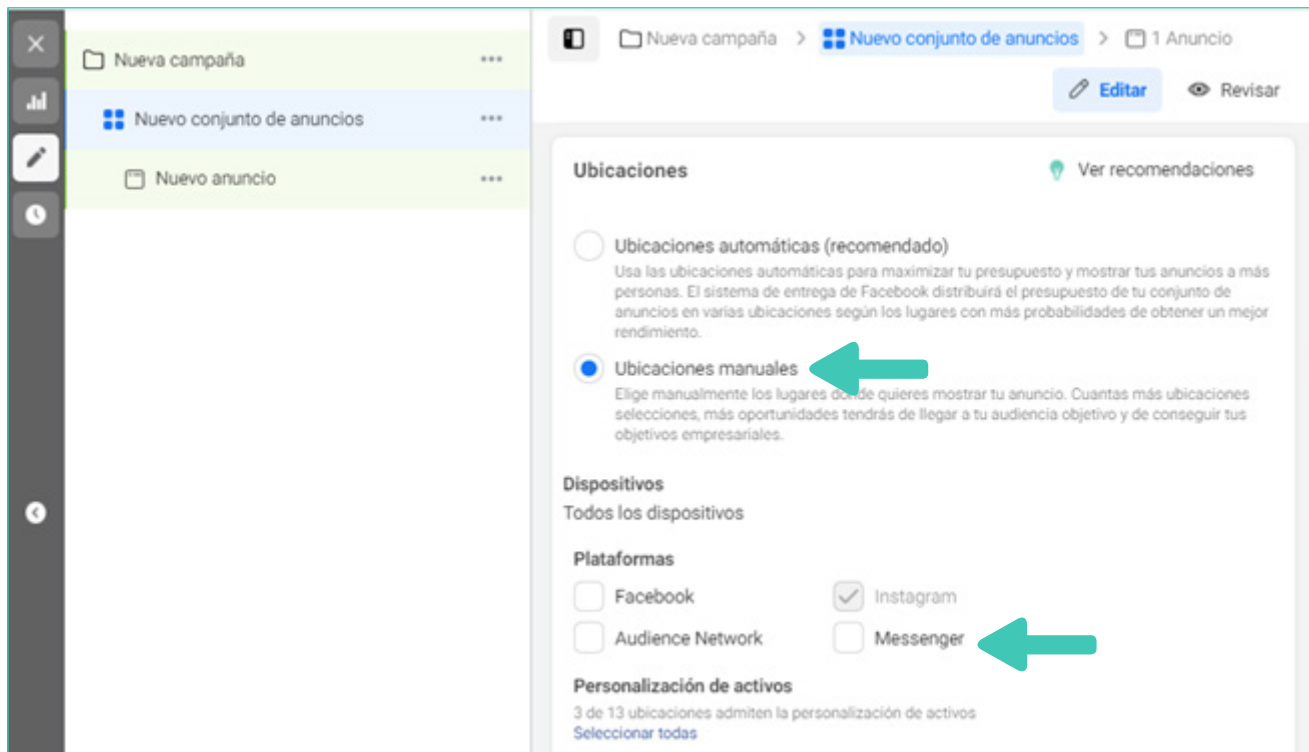 Nueva campaña
Nuevo conjunto de anuncios
Nuevo anuncio
Nueva campaña > Nuevo conjunto de anuncios > 1 Anuncio
Editar Revisar
Ubicaciones Ver recomendaciones
Ubicaciones automáticas (recomendado)
Usa las ubicaciones automáticas para maximizar tu presupuesto y mostrar tus anuncios a más
personas. El sistema de entrega de Facebook distribuirá el presupuesto de tu conjunto de
anuncios en varias ubicaciones según los lugares con más probabilidades de obtener un mejor
rendimiento.
Ubicaciones manuales
Elige manualmente los lugares donde quieres mostrar tu anuncio. Cuantas más ubicaciones
selecciones, más oportunidades tendrás de llegar a tu audiencia objetivo y de conseguir tus
objetivos empresariales.
Dispositivos
Todos los dispositivos
Plataformas
Facebook Instagram
Audience Network Messenger
Personalización de activos
3 de 13 ubicaciones admiten la personalización de activos
Seleccionar todas